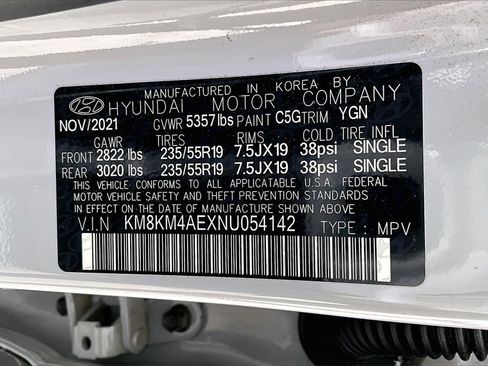 MANUFACTURED IN KOREA BY
HYUNDAI MOTOR COMPANY
NOV/2021 GVWR 5357lbs PAINT C5G TRIM YGN
GAWR TIRES RIMS COLD TIRE INFL
FRONT 2822 lbs 235/55R19 7.5JX19 38psi SINGLE
REAR 3020 lbs 235/55R19 7.5JX19 38psi SINGLE
THIS VEHICLE CONFORMS TO ALL APPLICABLE U.S.A. FEDERAL
MOTOR VEHICLE SAFETY AND THEFT PREVENTION STANDARDS
IN EFFECT ON THE DATE OF MANUFACTURE SHOWN ABOVE.
V.I.N KM8KM4AEXNU054142 TYPE : MPV